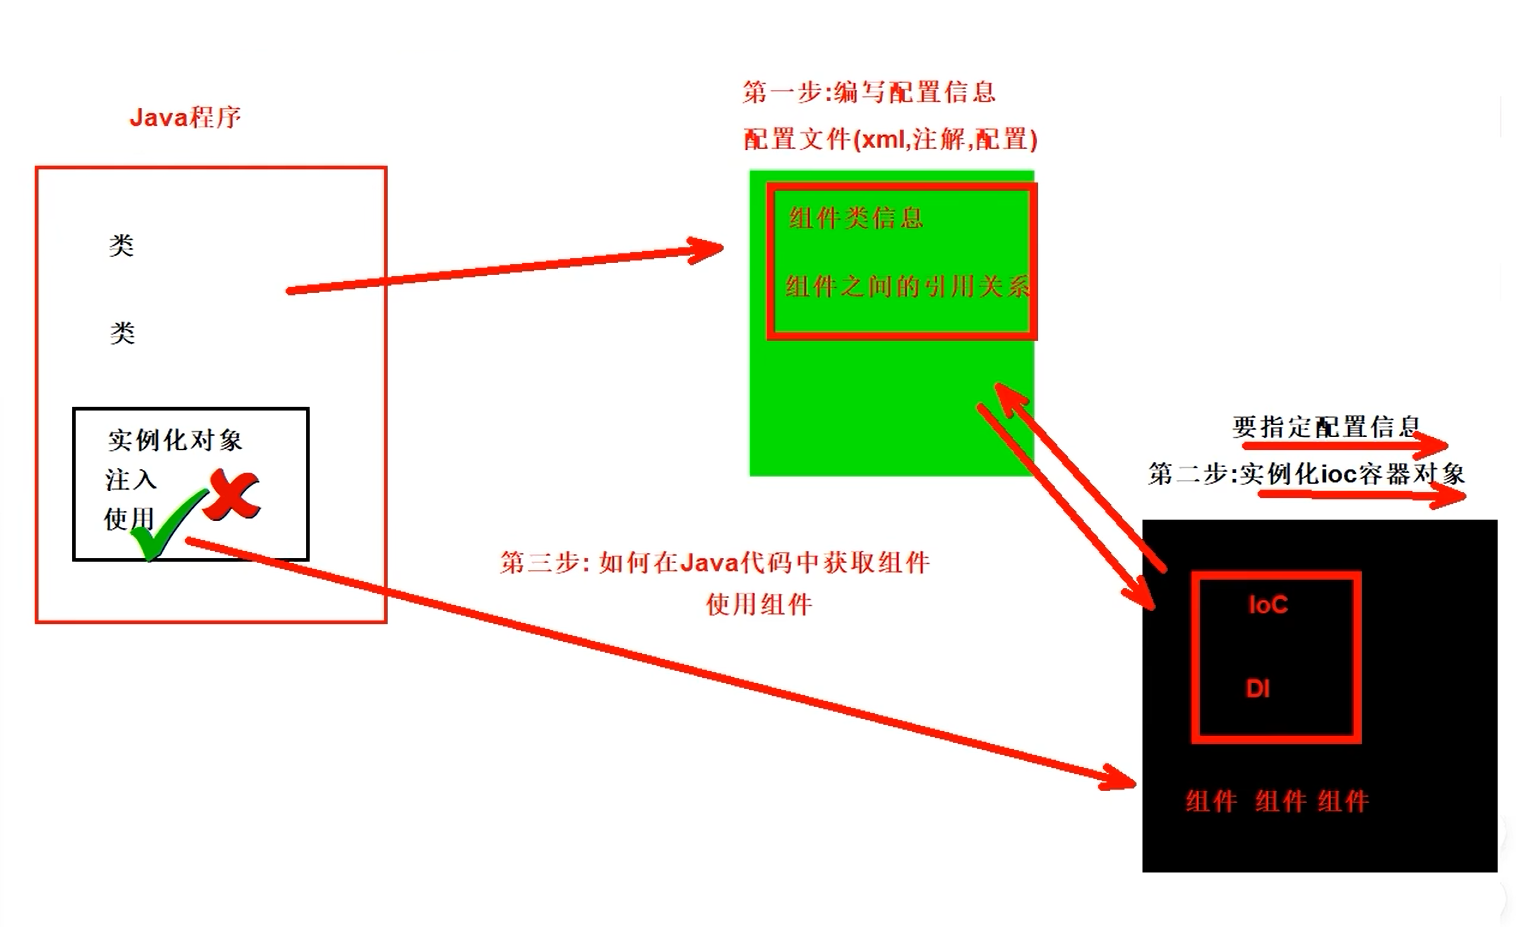 Java程序
类
类
实例化对象
注入
使用
第一步:编写配置信息
配置文件(xml,注解,配置)
组件类信息
组件之间的引用关系
要指定配置信息
第二步:实例化ioc容器对象
第三步: 如何在Java代码中获取组件
使用组件
IoC
DI
组件 组件 组件